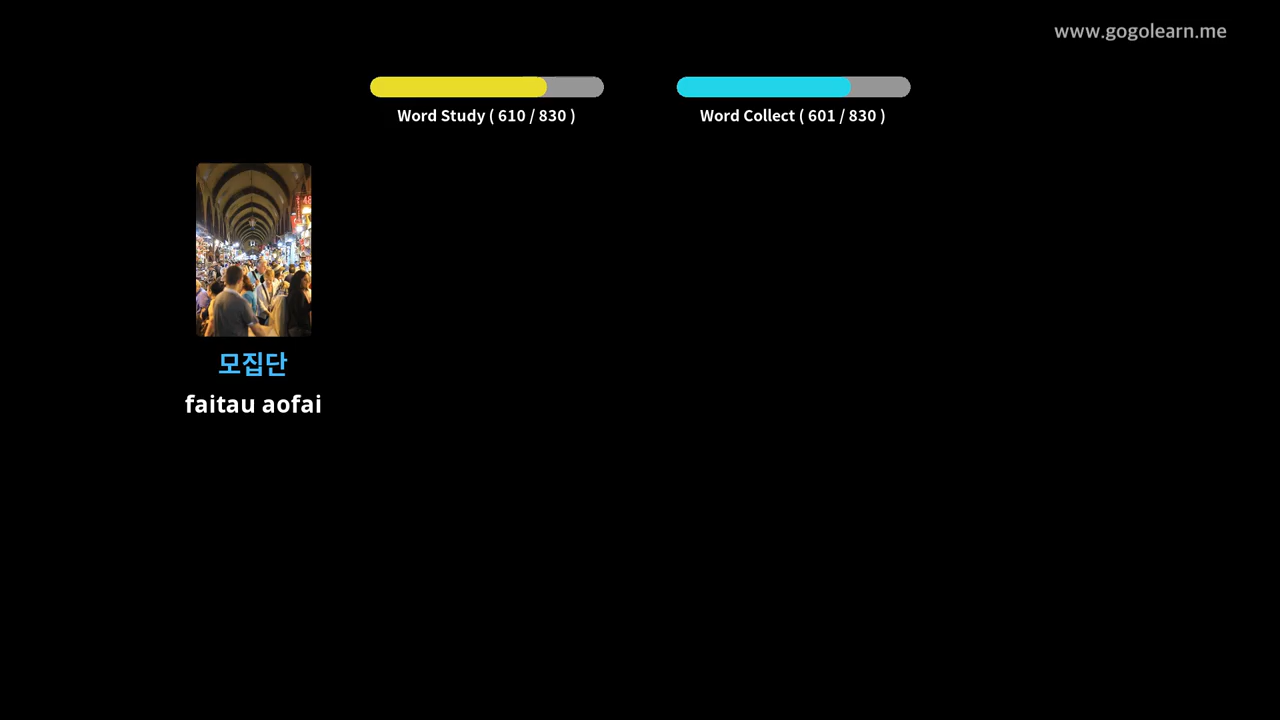 www.gogolearn.me
Word Study ( 610 / 830 )
Word Collect ( 601 / 830 )
모집단
faitau aofai